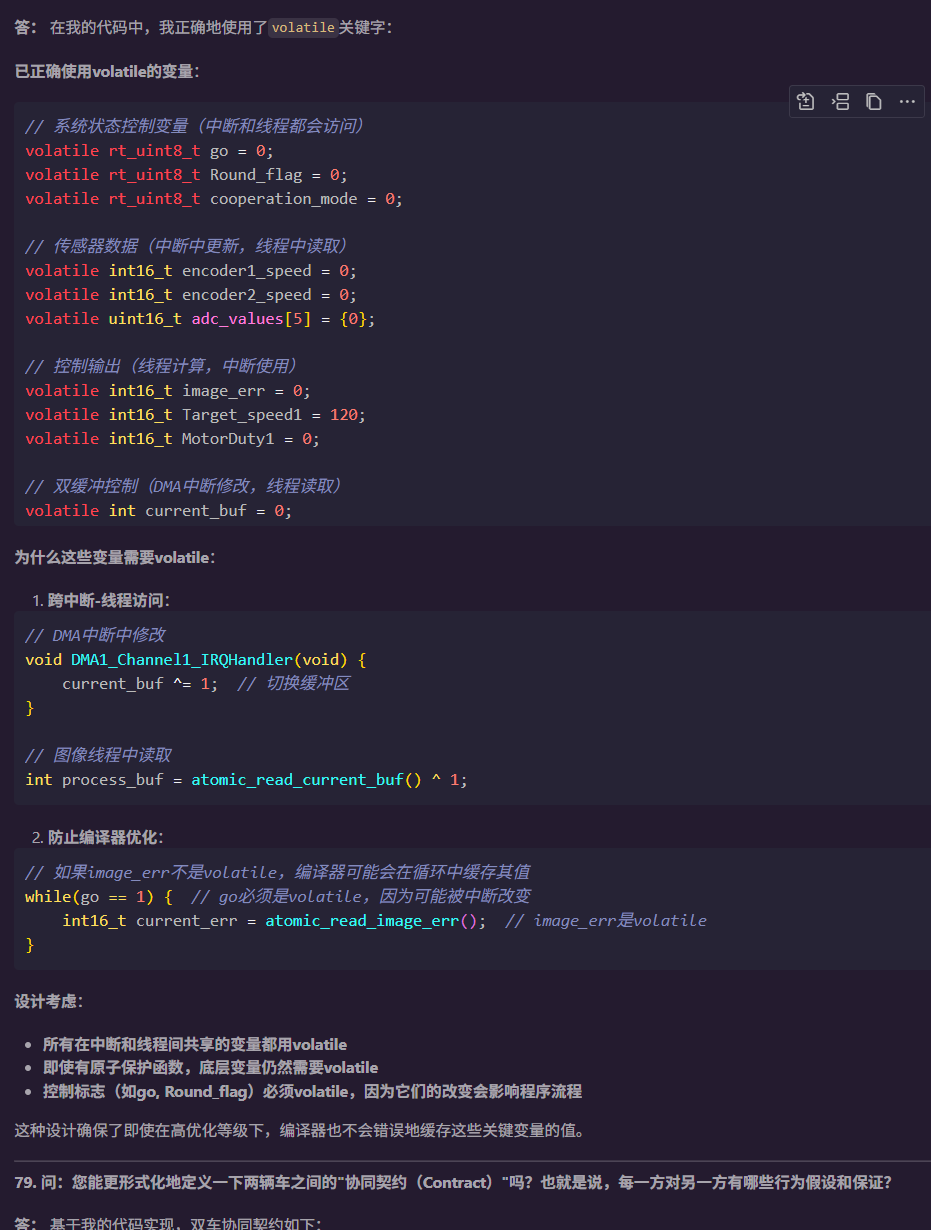 答： 在我的代码中，我正确地使用了volatile关键字：
已正确使用volatile的变量：
// 系统状态控制变量（中断和线程都会访问）
volatile rt_uint8_t go = 0;
volatile rt_uint8_t Round_flag = 0;
volatile rt_uint8_t cooperation_mode = 0;
// 传感器数据（中断中更新，线程中读取）
volatile int16_t encoder1_speed = 0;
volatile int16_t encoder2_speed = 0;
volatile uint16_t adc_values[5] = {0};
// 控制输出（线程计算，中断使用）
volatile int16_t image_err = 0;
volatile int16_t Target_speed1 = 120;
volatile int16_t MotorDuty1 = 0;
// 双缓冲控制（DMA中断修改，线程读取）
volatile int current_buf = 0;
为什么这些变量需要volatile：
1. 跨中断-线程访问：
// DMA中断中修改
void DMA1_Channel1_IRQHandler(void) {
    current_buf ^= 1;  // 切换缓冲区
}
// 图像线程中读取
int process_buf = atomic_read_current_buf() ^ 1;
2. 防止编译器优化：
// 如果image_err不是volatile，编译器可能会在循环中缓存其值
while(go == 1) {  // go必须是volatile，因为可能被中断改变
    int16_t current_err = atomic_read_image_err();  // image_err是volatile
}
设计考虑：
• 所有在中断和线程间共享的变量都用volatile
• 即使有原子保护函数，底层变量仍然需要volatile
• 控制标志（如go, Round_flag）必须volatile，因为它们的改变会影响程序流程
这种设计确保了即使在高优化等级下，编译器也不会错误地缓存这些关键变量的值。
79. 问：您能更形式化地定义一下两辆车之间的"协同契约（Contract）"吗？也就是说，每一方对另一方有哪些行为假设和保证？
答： 基于我的代码实现，双车协同契约如下：